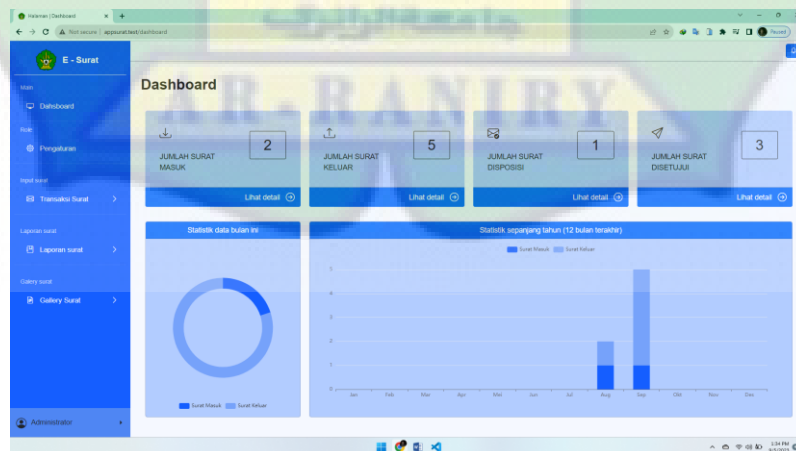 Halaman | Dashboard
Not secure | appsurat.test/dashboard
Paused
E - Surat
Main
Dahsboard
Role
Pengaturan
Input surat
Transaksi Surat
Laporan surat
Laporan surat
Galery surat
Gallery Surat
Administrator
جامعة الرانيري
AR-RANIRY
Dashboard
JUMLAH SURAT
MASUK
2
Lihat detail
JUMLAH SURAT
KELUAR
5
Lihat detail
JUMLAH SURAT
DISPOSISI
1
Lihat detail
JUMLAH SURAT
DISETUJUI
3
Lihat detail
Statistik data bulan ini
Surat Masuk Surat Keluar
Statistik sepanjang tahun (12 bulan terakhir)
Surat Masuk Surat Keluar
5
4
3
2
1
0
Jan Feb Mar Apr Mei Jun Jul Aug Sep Okt Nov Des
3:34 PM